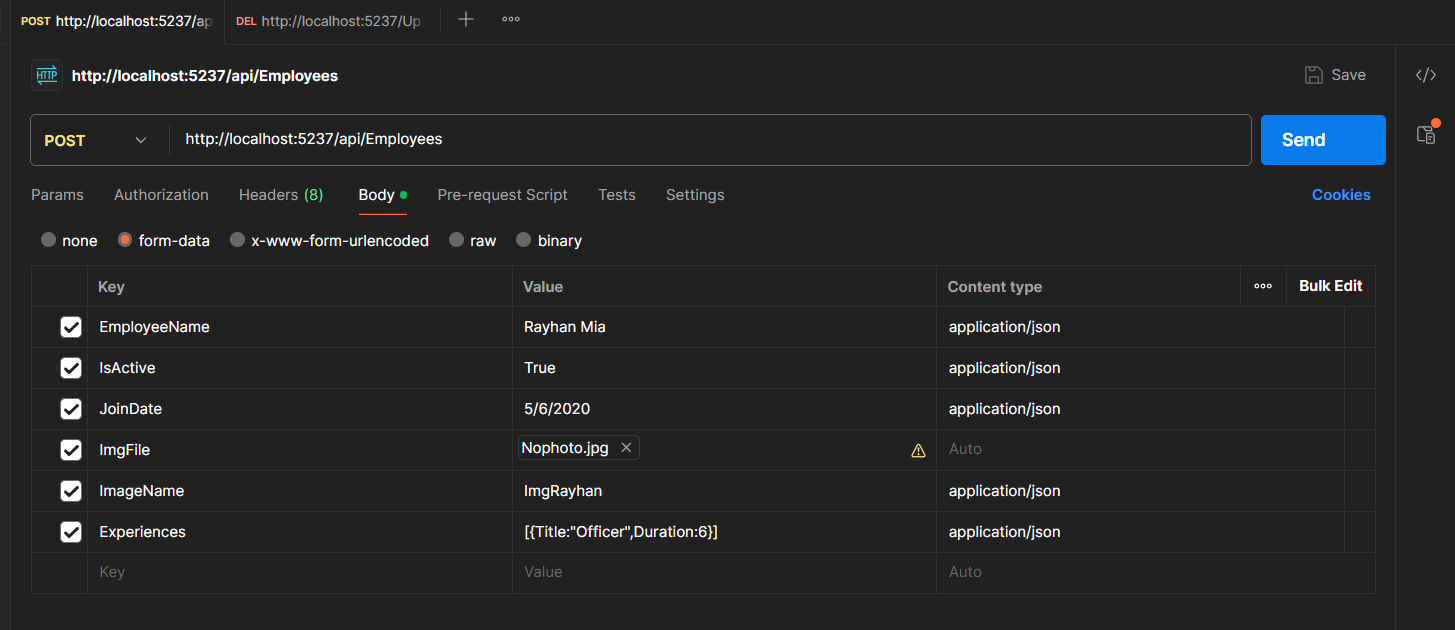 POST http://localhost:5237/ap DEL http://localhost:5237/Up
HTTP http://localhost:5237/api/Employees Save
POST http://localhost:5237/api/Employees Send
Params Authorization Headers (8) Body Pre-request Script Tests Settings Cookies
none form-data x-www-form-urlencoded raw binary
Key Value Content type Bulk Edit
EmployeeName Rayhan Mia application/json
IsActive True application/json
JoinDate 5/6/2020 application/json
ImgFile Nophoto.jpg Auto
ImageName ImgRayhan application/json
Experiences [{Title:"Officer",Duration:6}] application/json
Key Value Auto